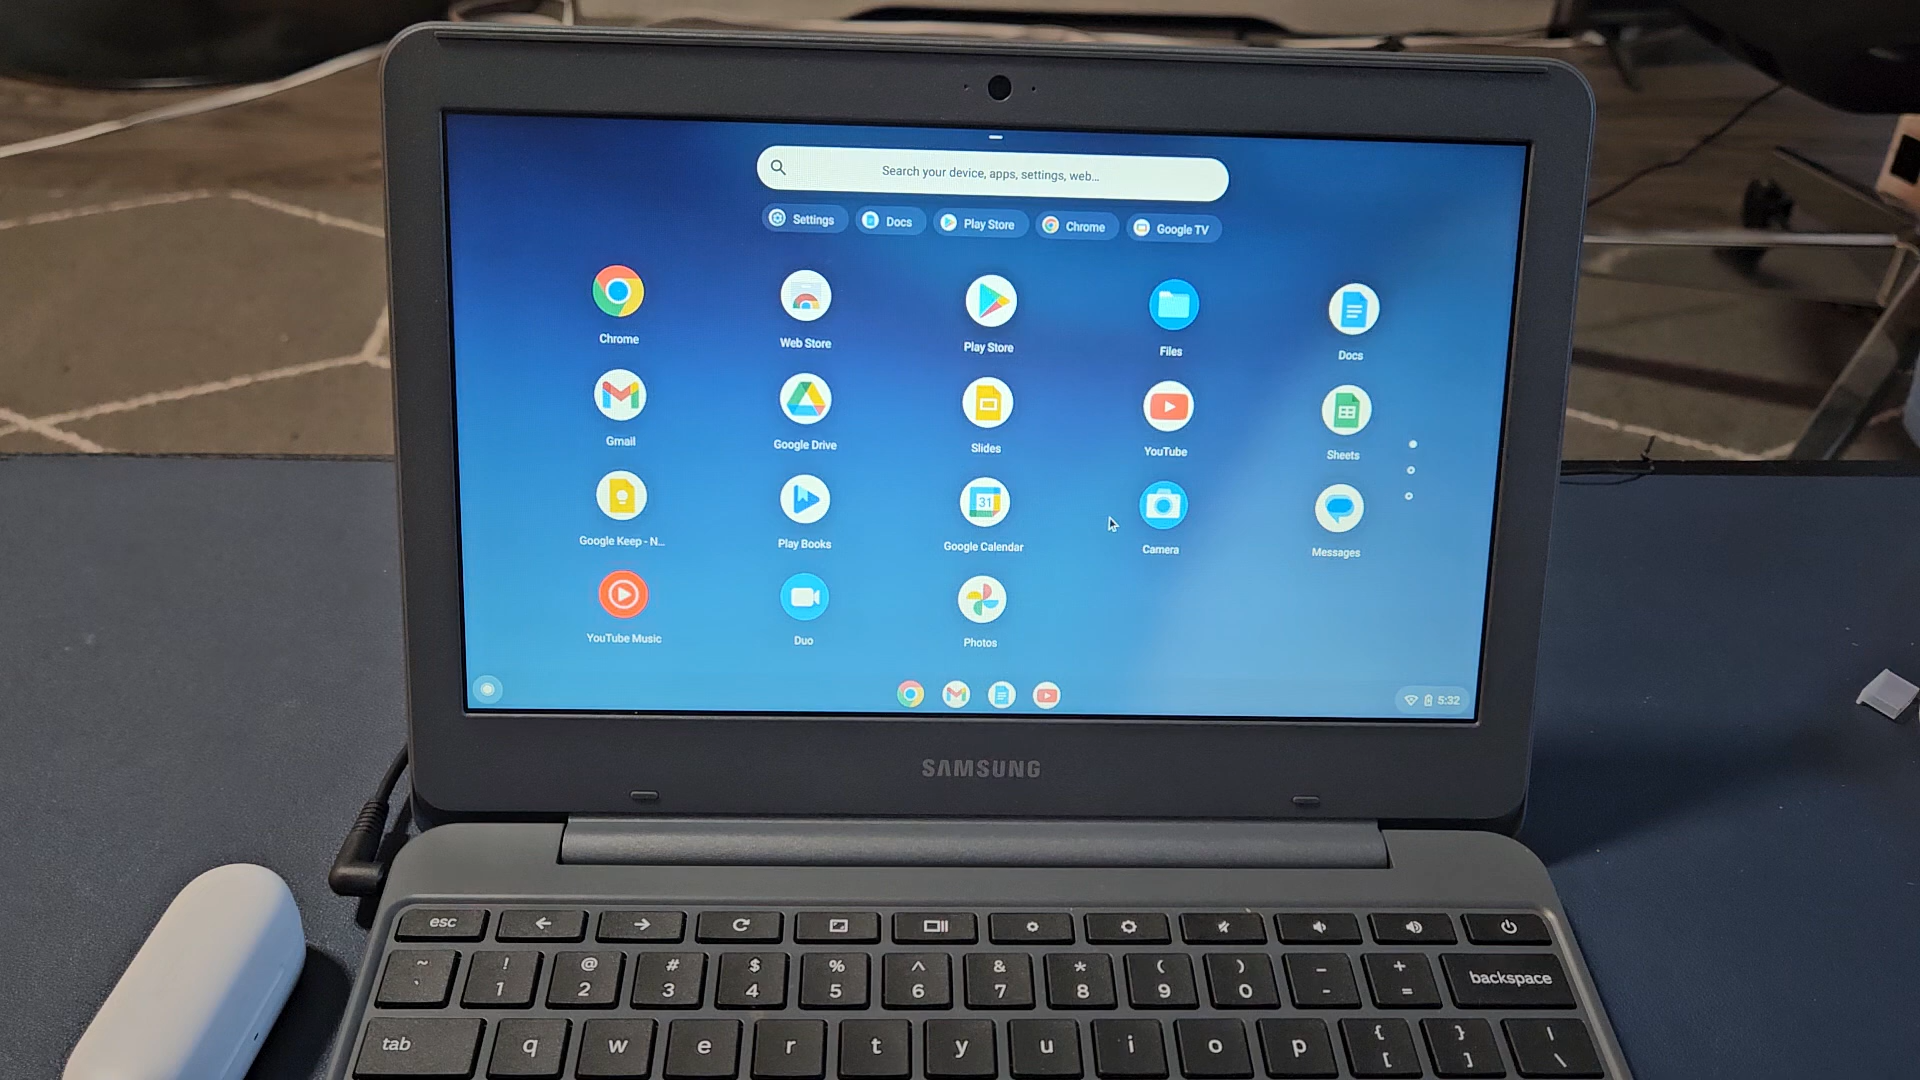 Search your device, apps, settings, web...
Settings Docs Play Store Chrome Google TV
Chrome Web Store Play Store Files Docs
Gmail Google Drive Slides YouTube Sheets
31
Google Keep - N... Play Books Google Calendar Camera Messages
YouTube Music Duo Photos
5:32
SAMSUNG
esc
~ ! @ # $ % ^ & * ( ) - +
` 1 2 3 4 5 6 7 8 9 0 - = backspace
tab q w e r t y u i o p { [ } ] | \